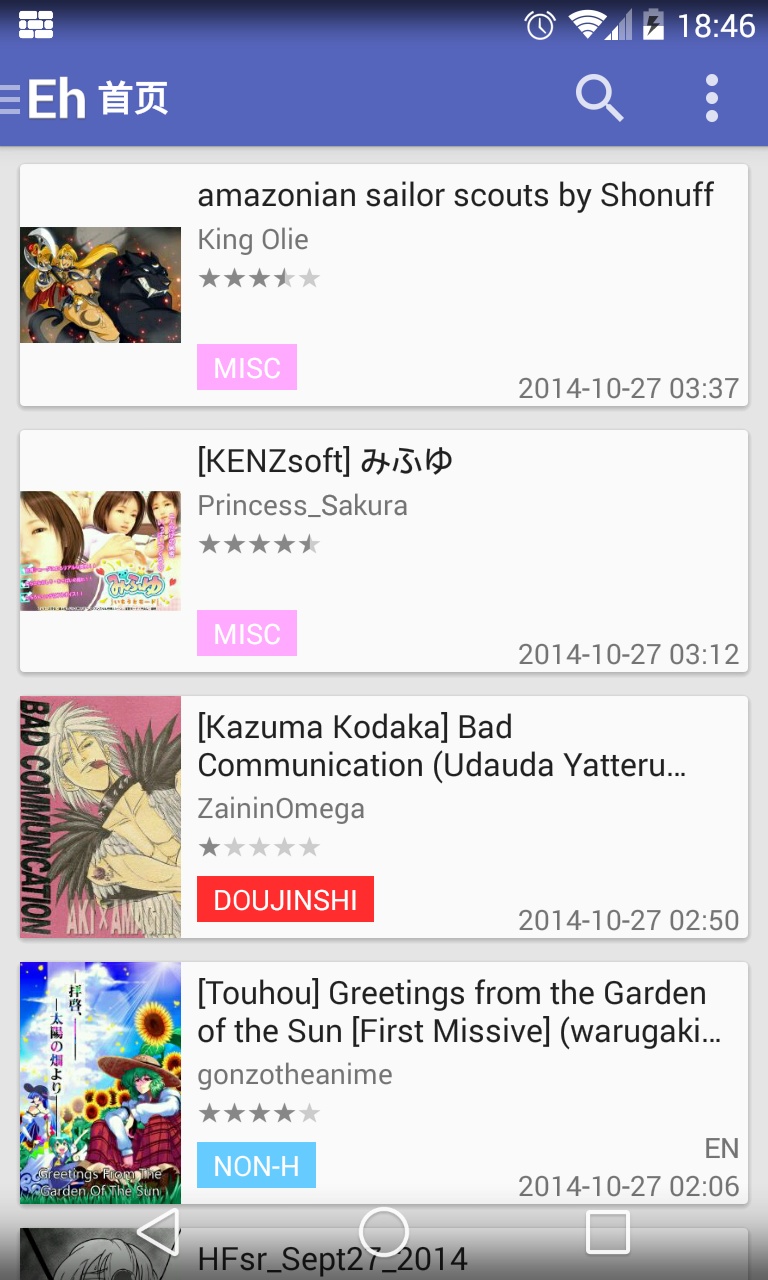 18:46
Eh 首页
amazonian sailor scouts by Shonuff
King Olie
MISC
2014-10-27 03:37
[KENZsoft] みふゆ
Princess_Sakura
みふゆ
MISC
2014-10-27 03:12
BAD COMMUNICATION
AKI×AMAGI
[Kazuma Kodaka] Bad
Communication (Udauda Yatteru…
ZaininOmega
DOUJINSHI
2014-10-27 02:50
拝啓、
太陽の畑より
Greetings From The
Garden Of The Sun
[Touhou] Greetings from the Garden
of the Sun [First Missive] (warugaki…
gonzotheanime
NON-H
EN
2014-10-27 02:06
HFsr_Sept27_2014